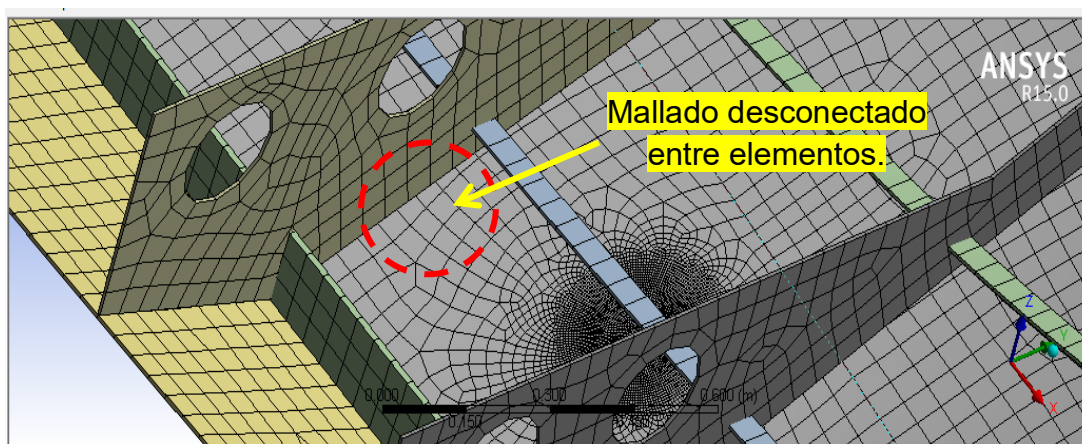 ANSYS
R15.0
Mallado desconectado
entre elementos.
Z
Y
X
0.000 0.300 0.600 (m)
0.150 0.450